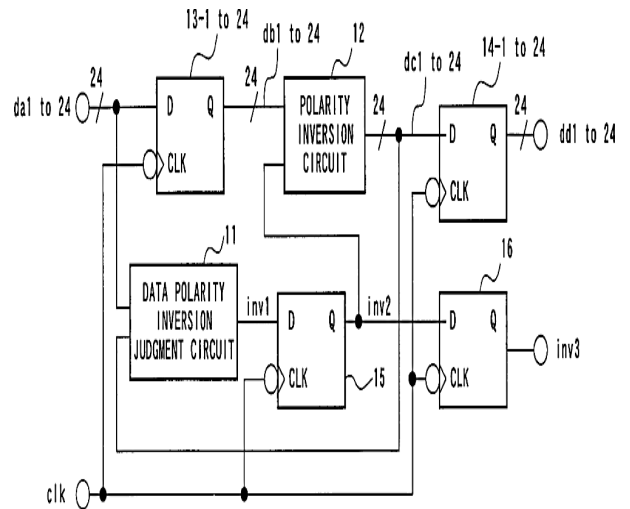 13-1 to 24
12
14-1 to 24
24
24
db1 to 24
24
dc1 to 24
24
da1 to 24
D Q
CLK
POLARITY
INVERSION
CIRCUIT
D Q
CLK
dd1 to 24
11
16
DATA POLARITY
INVERSION
JUDGMENT CIRCUIT
inv1
D Q
CLK
15
inv2
D Q
CLK
inv3
clk